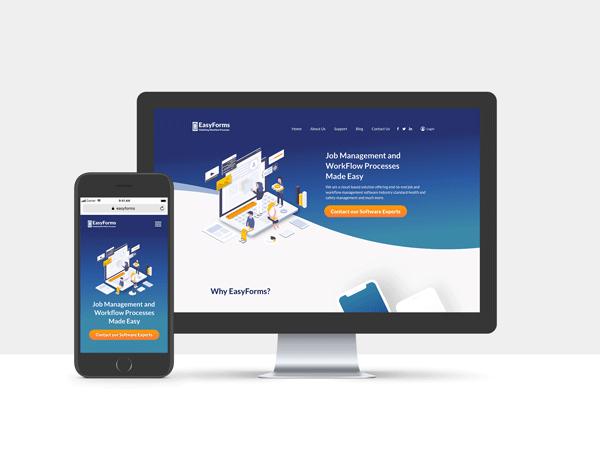 EasyForms
Mobilising Workflow Processes
Home About Us Support Blog Contact Us Login
Job Management and
WorkFlow Processes
Made Easy
We are a cloud based solution offering end-to-end job and
workflow management software industry standard health and
safety management and much more.
Contact our Software Experts
Why EasyForms?
Carrier
9:41 AM
easyforms
EasyForms
Job Management and
Workflow Processes
Made Easy
Contact our Software Experts